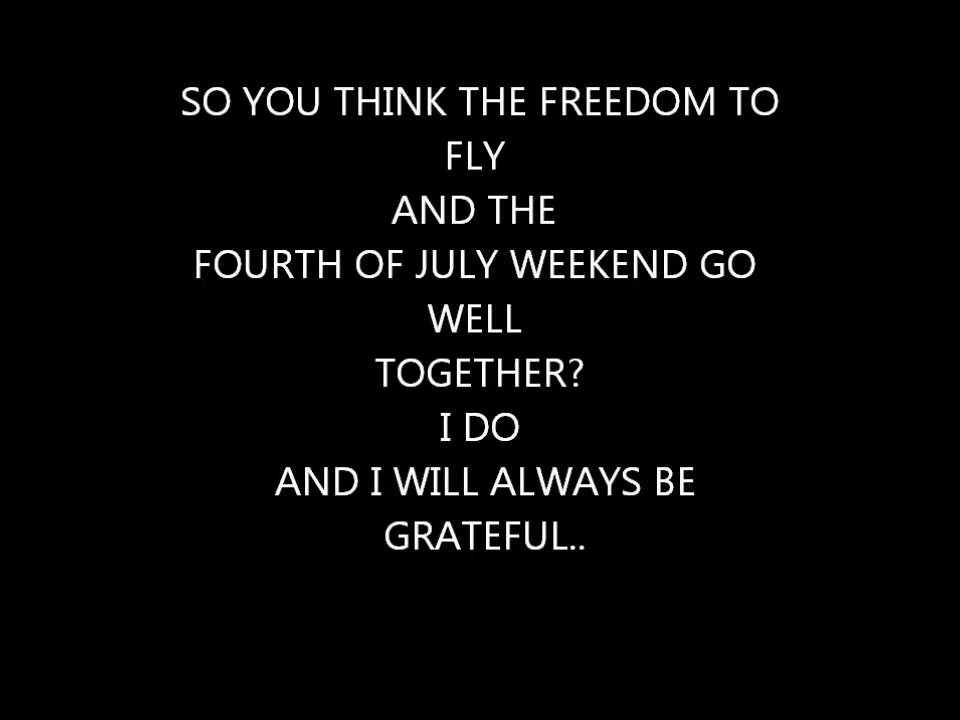 SO YOU THINK THE FREEDOM TO
FLY
AND THE
FOURTH OF JULY WEEKEND GO
WELL
TOGETHER?
I DO
AND I WILL ALWAYS BE
GRATEFUL..